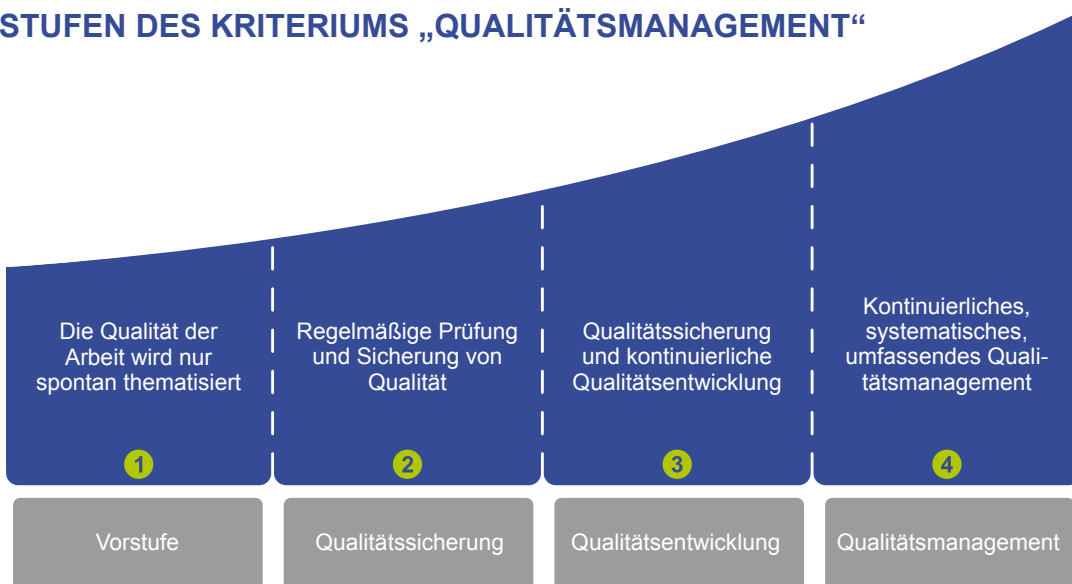 STUFEN DES KRITERIUMS „QUALITÄTSMANAGEMENT“
Die Qualität der
Arbeit wird nur
spontan thematisiert
1
Regelmäßige Prüfung
und Sicherung von
Qualität
2
Qualitätssicherung
und kontinuierliche
Qualitätsentwicklung
3
Kontinuierliches,
systematisches,
umfassendes Quali-
tätsmanagement
4
Vorstufe
Qualitätssicherung
Qualitätsentwicklung
Qualitätsmanagement